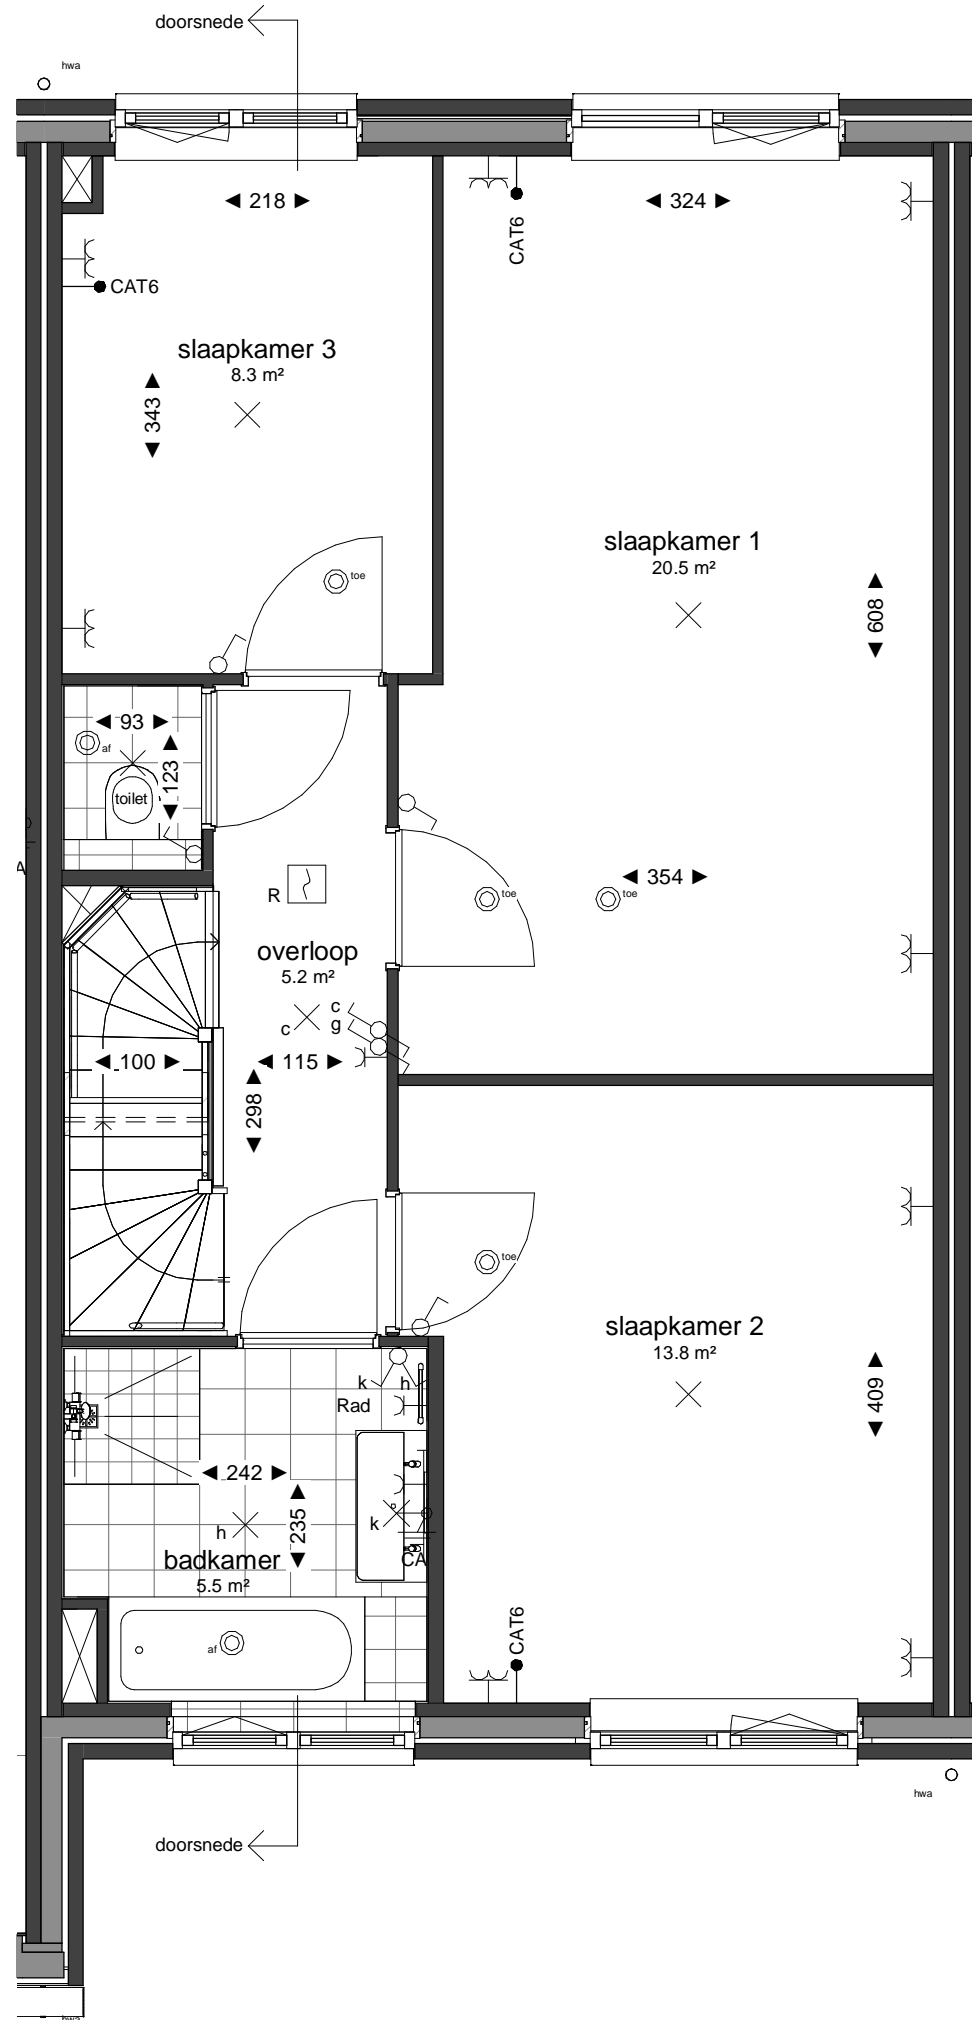 doorsnede
hwa
218
324
CAT6
CAT6
slaapkamer 3
8.3 m²
343
slaapkamer 1
20.5 m²
608
toe
93
af
123
toilet
354
toe
toe
R
A
overloop
5.2 m²
c
c
g
100
115
298
toe
slaapkamer 2
13.8 m²
409
k
h
Rad
242
235
h
k
badkamer
5.5 m²
CA
CAT6
af
hwa
doorsnede
hwa